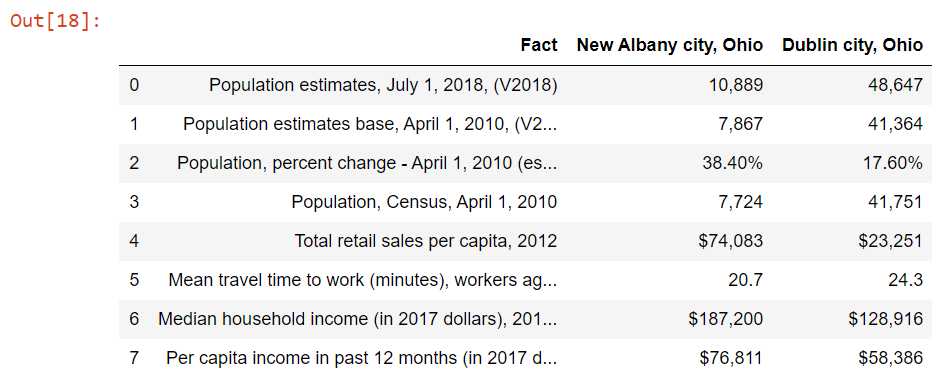 Out[18]:
Fact New Albany city, Ohio Dublin city, Ohio
0 Population estimates, July 1, 2018, (V2018) 10,889 48,647
1 Population estimates base, April 1, 2010, (V2... 7,867 41,364
2 Population, percent change - April 1, 2010 (es... 38.40% 17.60%
3 Population, Census, April 1, 2010 7,724 41,751
4 Total retail sales per capita, 2012 $74,083 $23,251
5 Mean travel time to work (minutes), workers ag... 20.7 24.3
6 Median household income (in 2017 dollars), 201... $187,200 $128,916
7 Per capita income in past 12 months (in 2017 d... $76,811 $58,386